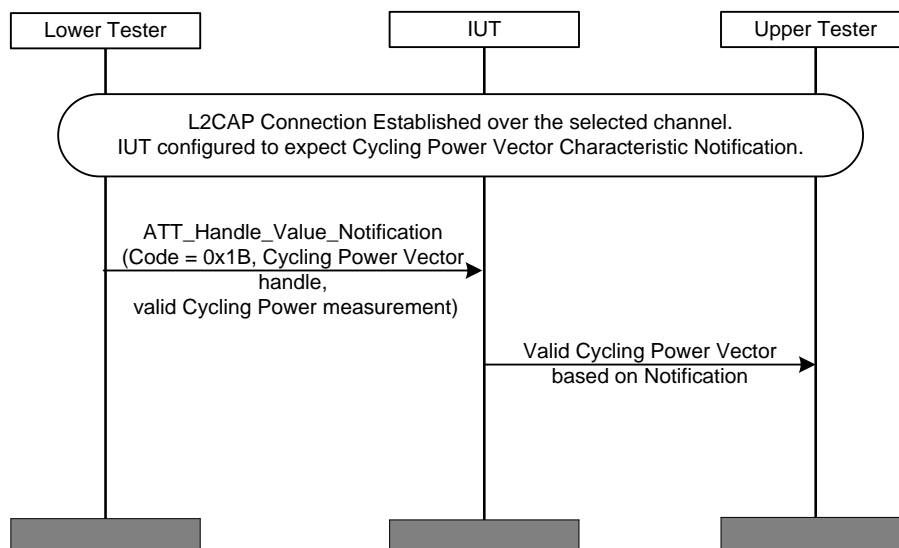 Lower Tester
IUT
Upper Tester
L2CAP Connection Established over the selected channel.
IUT configured to expect Cycling Power Vector Characteristic Notification.
ATT_Handle_Value_Notification
(Code = 0x1B, Cycling Power Vector
handle,
valid Cycling Power measurement)
Valid Cycling Power Vector
based on Notification